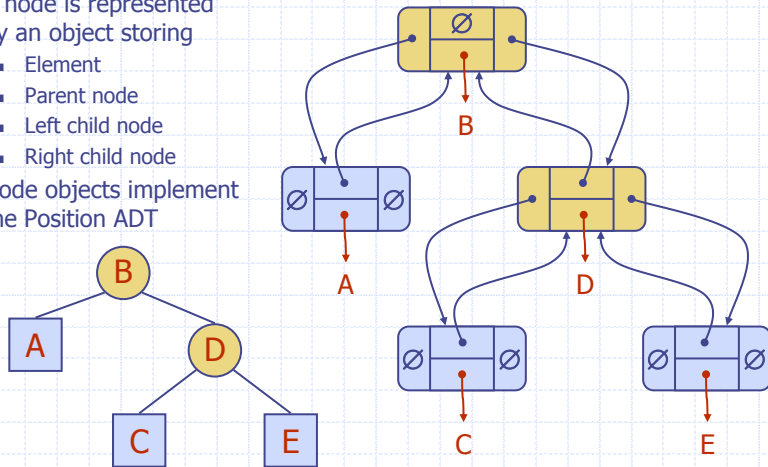 node is represented
y an object storing
Element
Parent node
Left child node
Right child node
ode objects implement
ne Position ADT
∅
B
∅ ∅
A
D
∅ ∅
C
∅ ∅
E
B
A
D
C
E